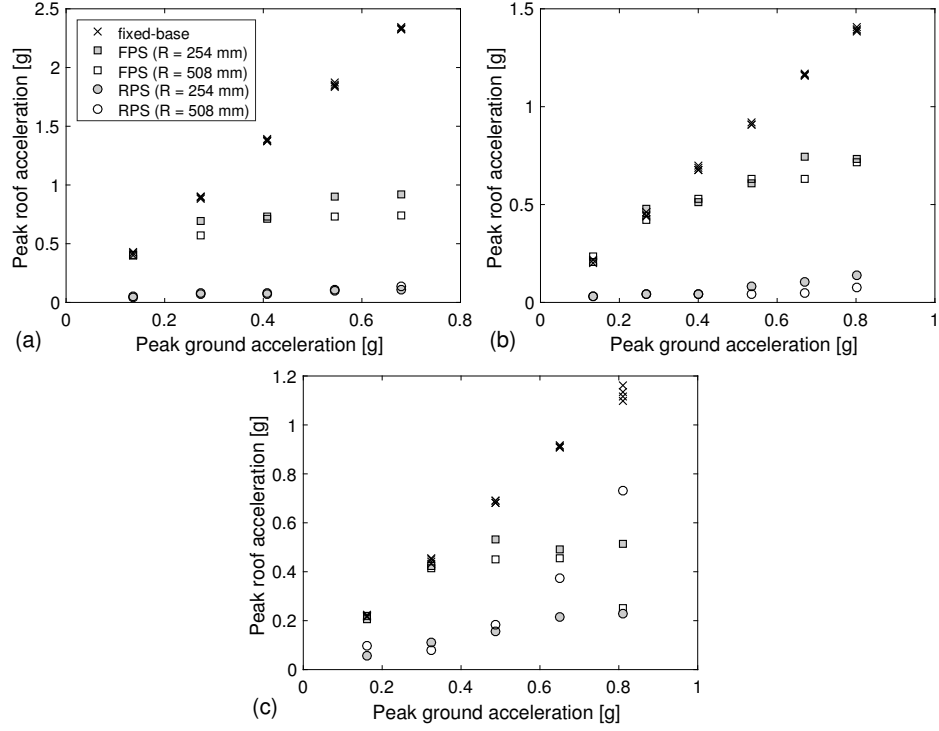 2.5
2
1.5
1
0.5
0
0 0.2 0.4 0.6 0.8
Peak roof acceleration [g]
Peak ground acceleration [g]
fixed-base
FPS (R = 254 mm)
FPS (R = 508 mm)
RPS (R = 254 mm)
RPS (R = 508 mm)
(a)
1.5
1
0.5
0
0 0.2 0.4 0.6 0.8 1
Peak roof acceleration [g]
Peak ground acceleration [g]
(b)
1.2
1
0.8
0.6
0.4
0.2
0
0 0.2 0.4 0.6 0.8 1
Peak roof acceleration [g]
Peak ground acceleration [g]
(c)